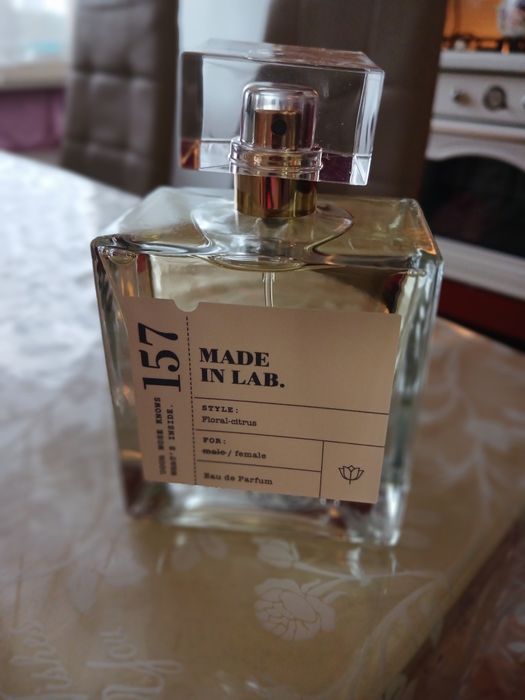 157
YOUR NOSE KNOWS
WHAT'S INSIDE.
MADE
IN LAB.
STYLE:
Floral-citrus
FOR:
male / female
Eau de Parfum